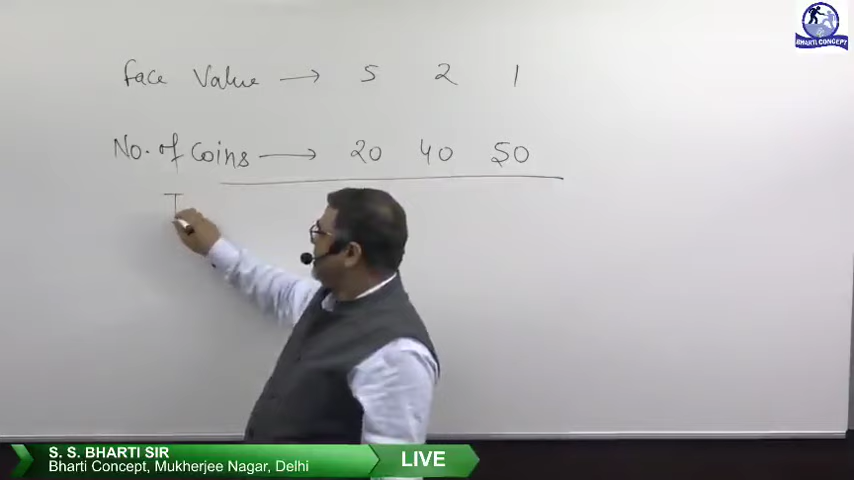 BHARTI CONCEPT
Face Value → 5 2 1
No. of Coins → 20 40 50
T
S. S. BHARTI SIR
Bharti Concept, Mukherjee Nagar, Delhi
LIVE